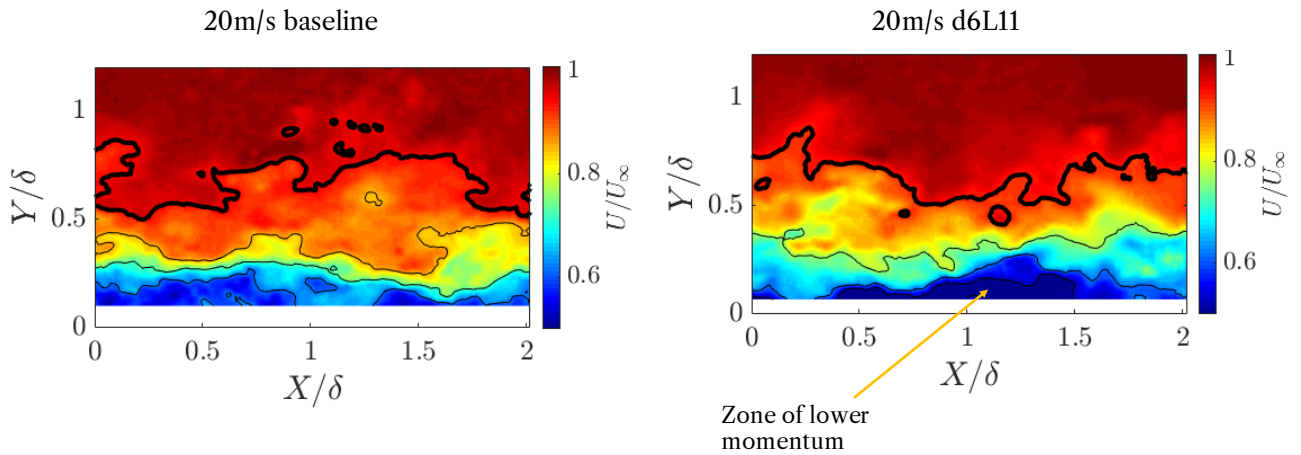 20m/s baseline
20m/s d6L11
1
0.5
0
Y/δ
0 0.5 1 1.5 2
X/δ
1
0.8
0.6
U/U∞
1
0.5
0
Y/δ
0 0.5 1 1.5 2
X/δ
1
0.8
0.6
U/U∞
Zone of lower
momentum